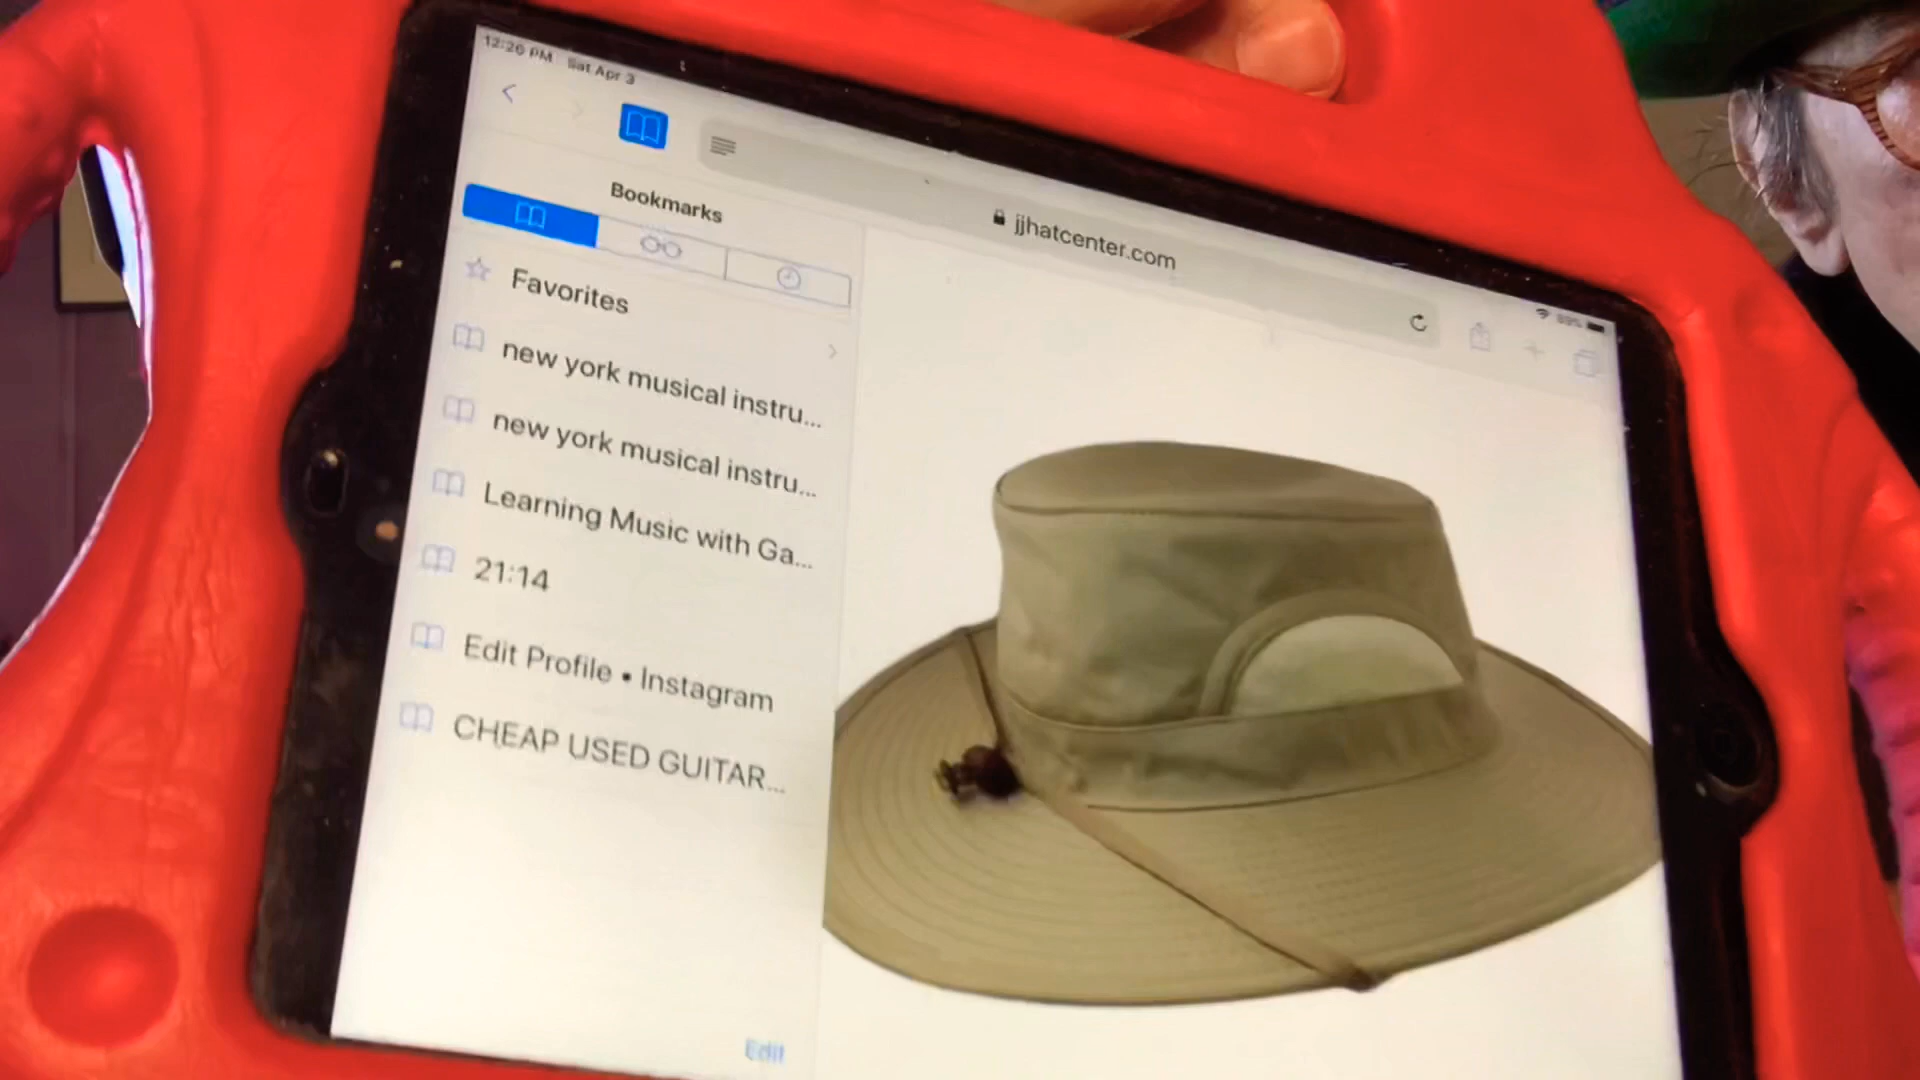 12:26 PM Sat Apr 3
jjhatcenter.com
89%
Bookmarks
Favorites
new york musical instru...
new york musical instru...
Learning Music with Ga...
21:14
Edit Profile • Instagram
CHEAP USED GUITAR...
Edit